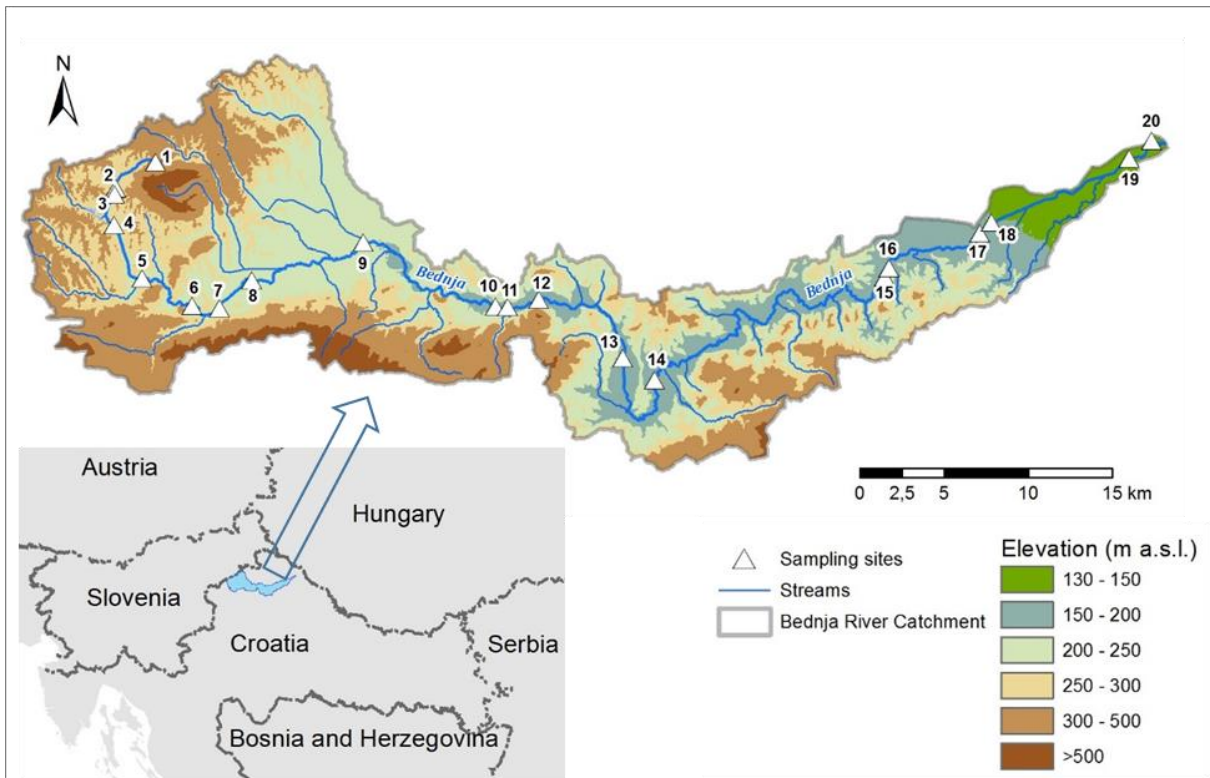 N
1
2
3
4
5
6
7
8
9
Bednja
10
11
12
13
14
Bednja
15
16
17
18
19
20
0 2,5 5 10 15 km
Austria
Hungary
Slovenia
Croatia
Serbia
Bosnia and Herzegovina
Sampling sites
Streams
Bednja River Catchment
Elevation (m a.s.l.)
130 - 150
150 - 200
200 - 250
250 - 300
300 - 500
>500